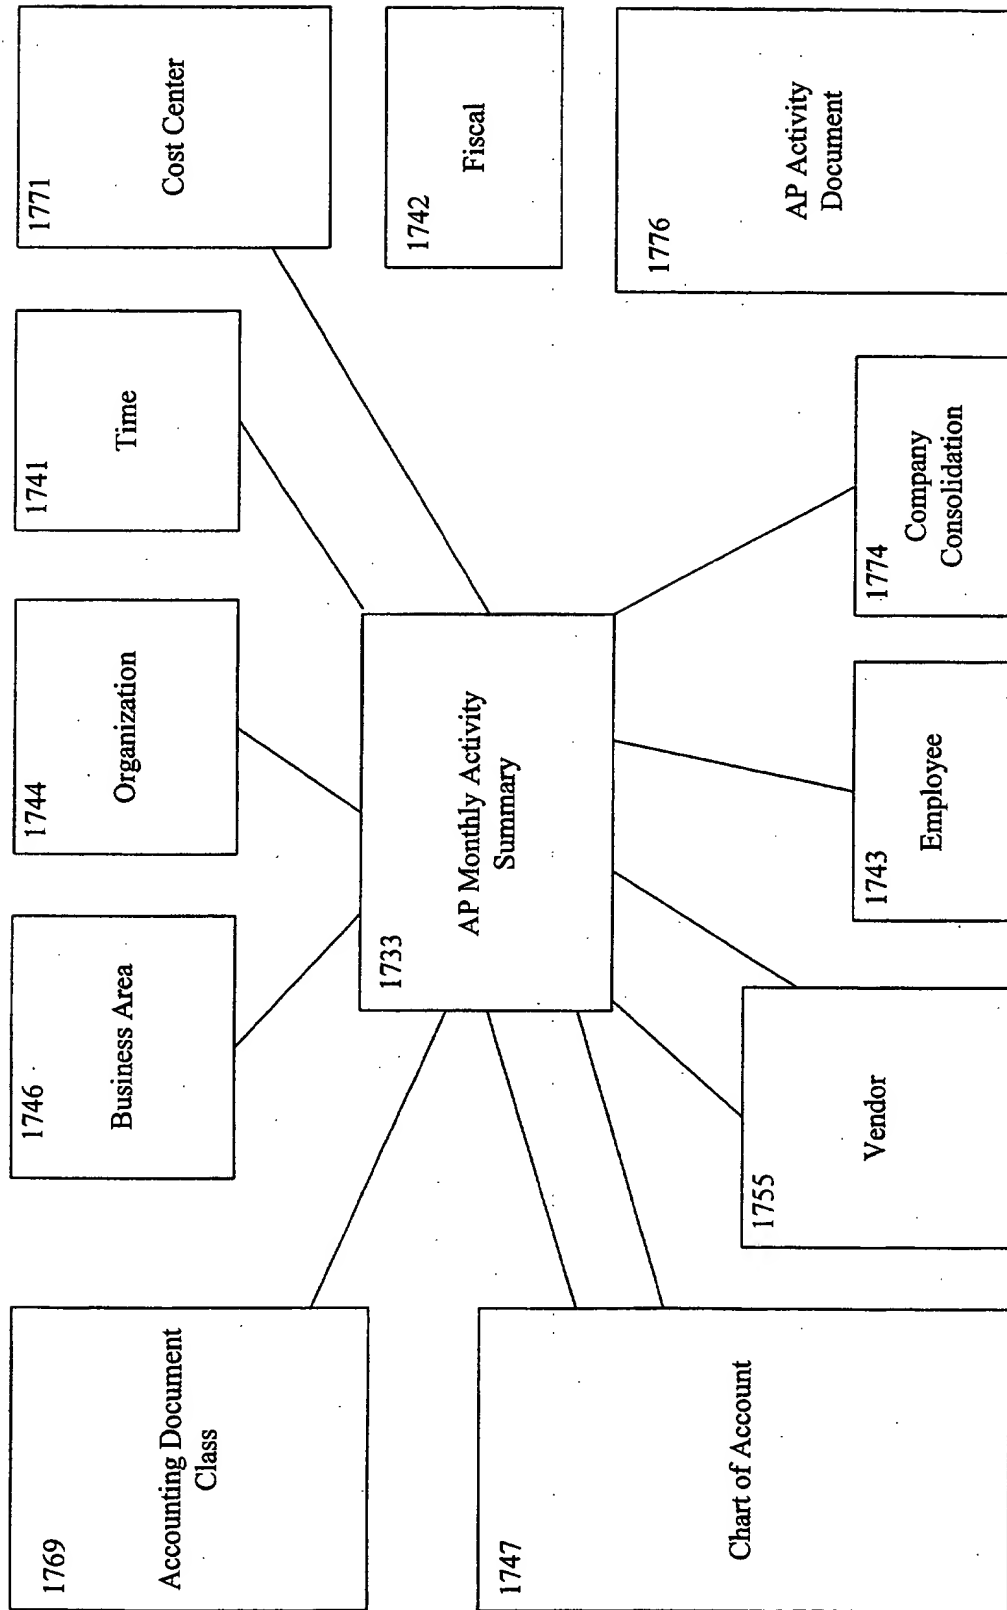 1769
Accounting Document
Class
1746
Business Area
1744
Organization
1741
Time
1771
Cost Center
1733
AP Monthly Activity
Summary
1742
Fiscal
1747
Chart of Account
1755
Vendor
1743
Employee
1774
Company
Consolidation
1776
AP Activity
Document